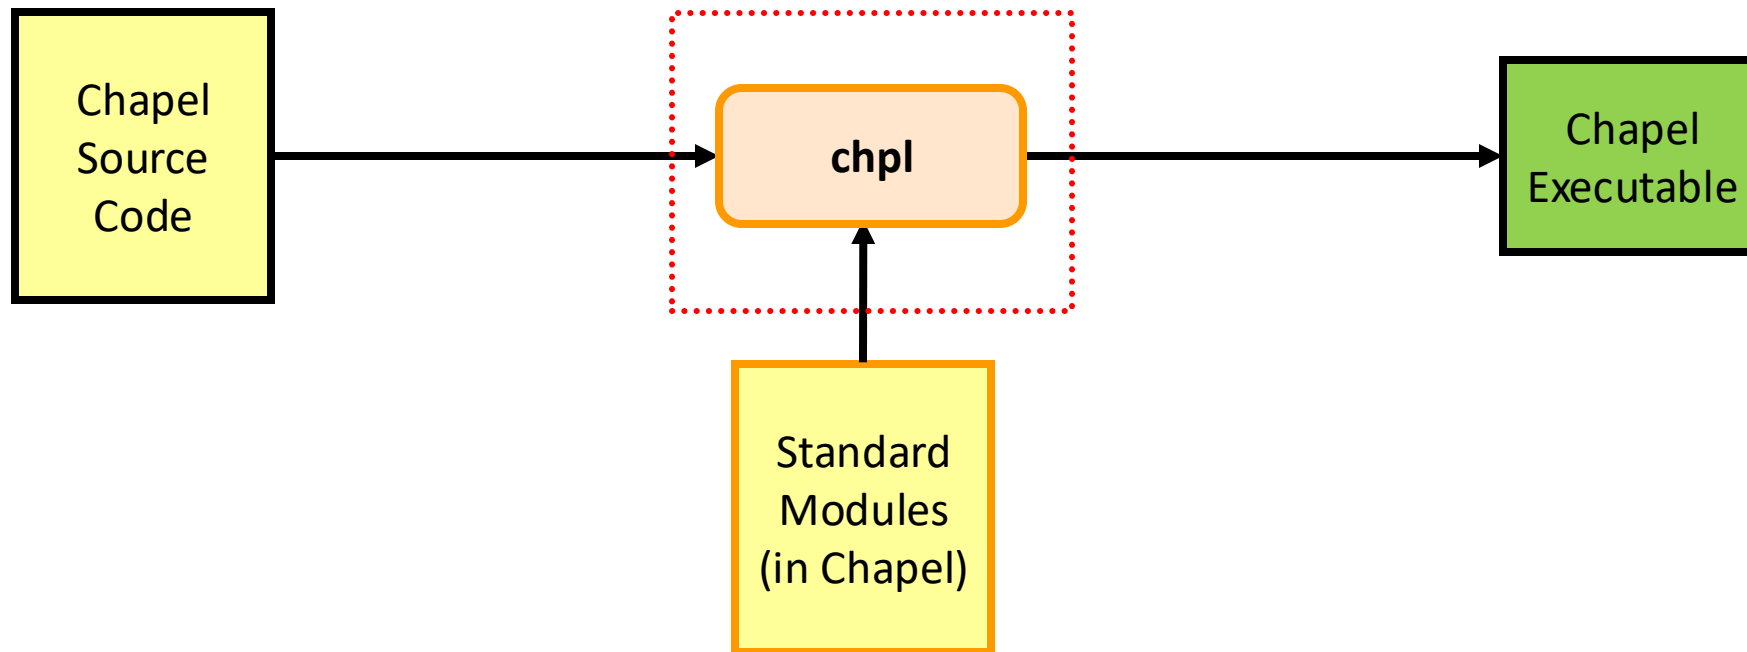 Chapel
Source
Code
chpl
Chapel
Executable
Standard
Modules
(in Chapel)